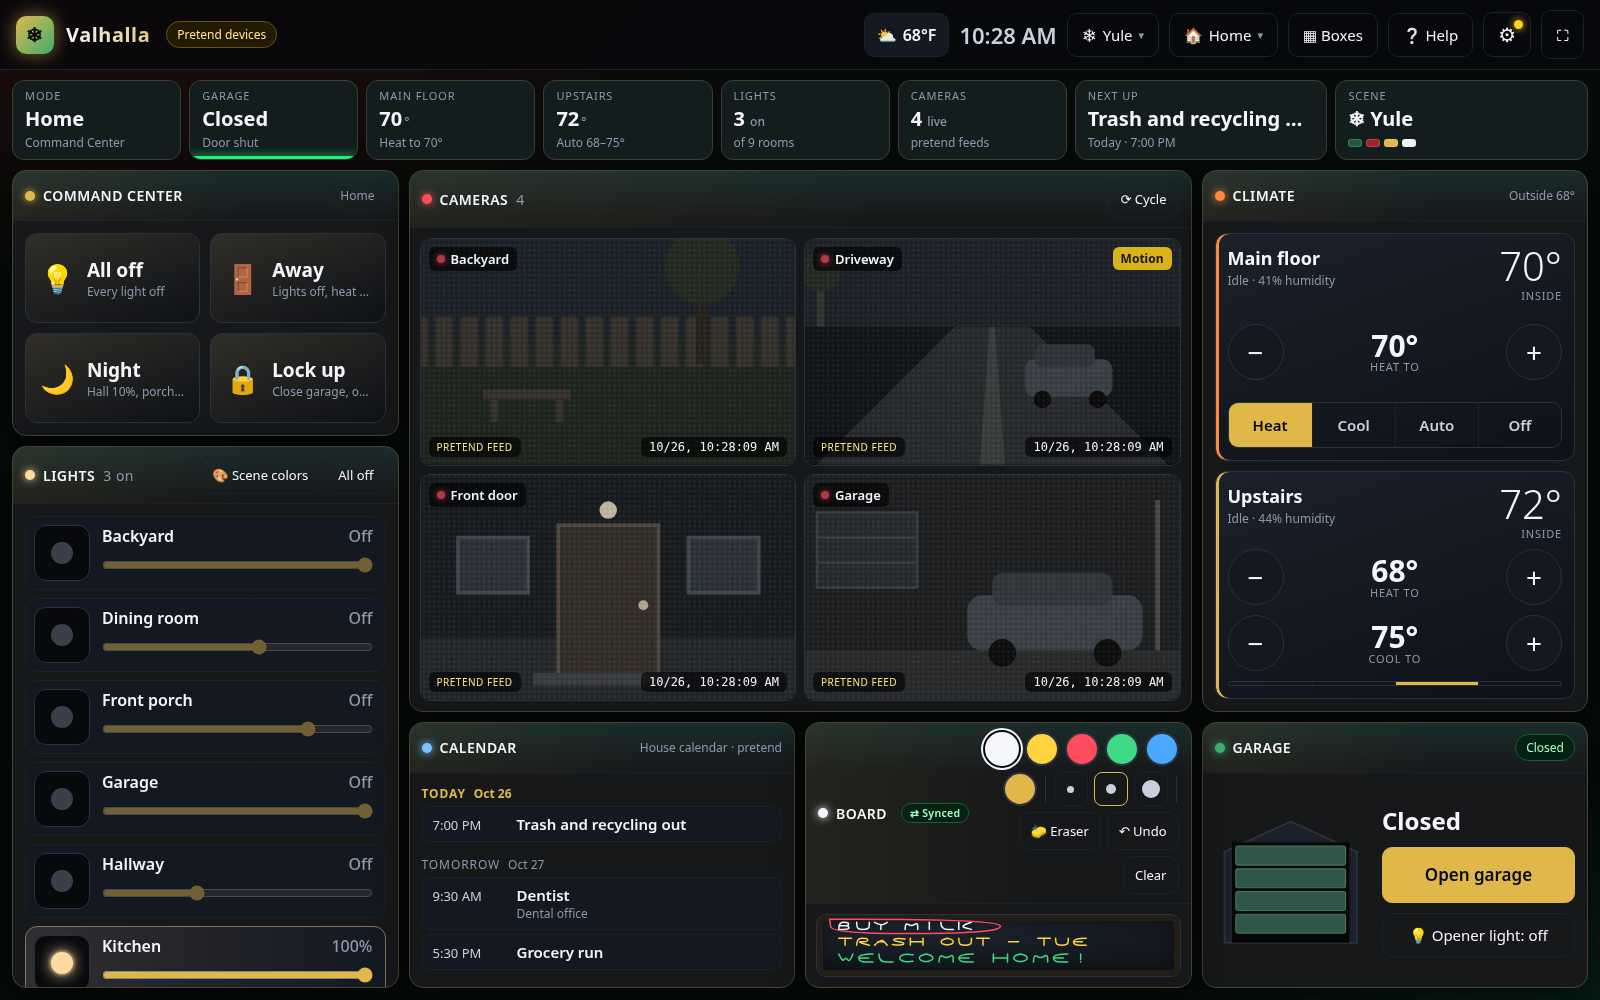 Valhalla
Pretend devices
68°F
10:28 AM
Yule
Home
Boxes
Help
MODE
Home
Command Center
GARAGE
Closed
Door shut
MAIN FLOOR
70°
Heat to 70°
UPSTAIRS
72°
Auto 68–75°
LIGHTS
3 on
of 9 rooms
CAMERAS
4 live
pretend feeds
NEXT UP
Trash and recycling ...
Today · 7:00 PM
SCENE
Yule
COMMAND CENTER
Home
All off
Every light off
Away
Lights off, heat ...
Night
Hall 10%, porch...
Lock up
Close garage, o...
LIGHTS 3 on
Scene colors
All off
Backyard Off
Dining room Off
Front porch Off
Garage Off
Hallway Off
Kitchen 100%
CAMERAS 4
Cycle
Backyard
PRETEND FEED
10/26, 10:28:09 AM
Driveway
Motion
PRETEND FEED
10/26, 10:28:09 AM
Front door
PRETEND FEED
10/26, 10:28:09 AM
Garage
PRETEND FEED
10/26, 10:28:09 AM
CALENDAR
House calendar · pretend
TODAY Oct 26
7:00 PM Trash and recycling out
TOMORROW Oct 27
9:30 AM Dentist
Dental office
5:30 PM Grocery run
BOARD
Synced
Eraser
Undo
Clear
BUY MILK
TRASH OUT – TUE
WELCOME HOME!
CLIMATE
Outside 68°
Main floor
Idle · 41% humidity
70°
INSIDE
−
70°
HEAT TO
+
Heat
Cool
Auto
Off
Upstairs
Idle · 44% humidity
72°
INSIDE
−
68°
HEAT TO
+
−
75°
COOL TO
+
GARAGE
Closed
Closed
Open garage
Opener light: off